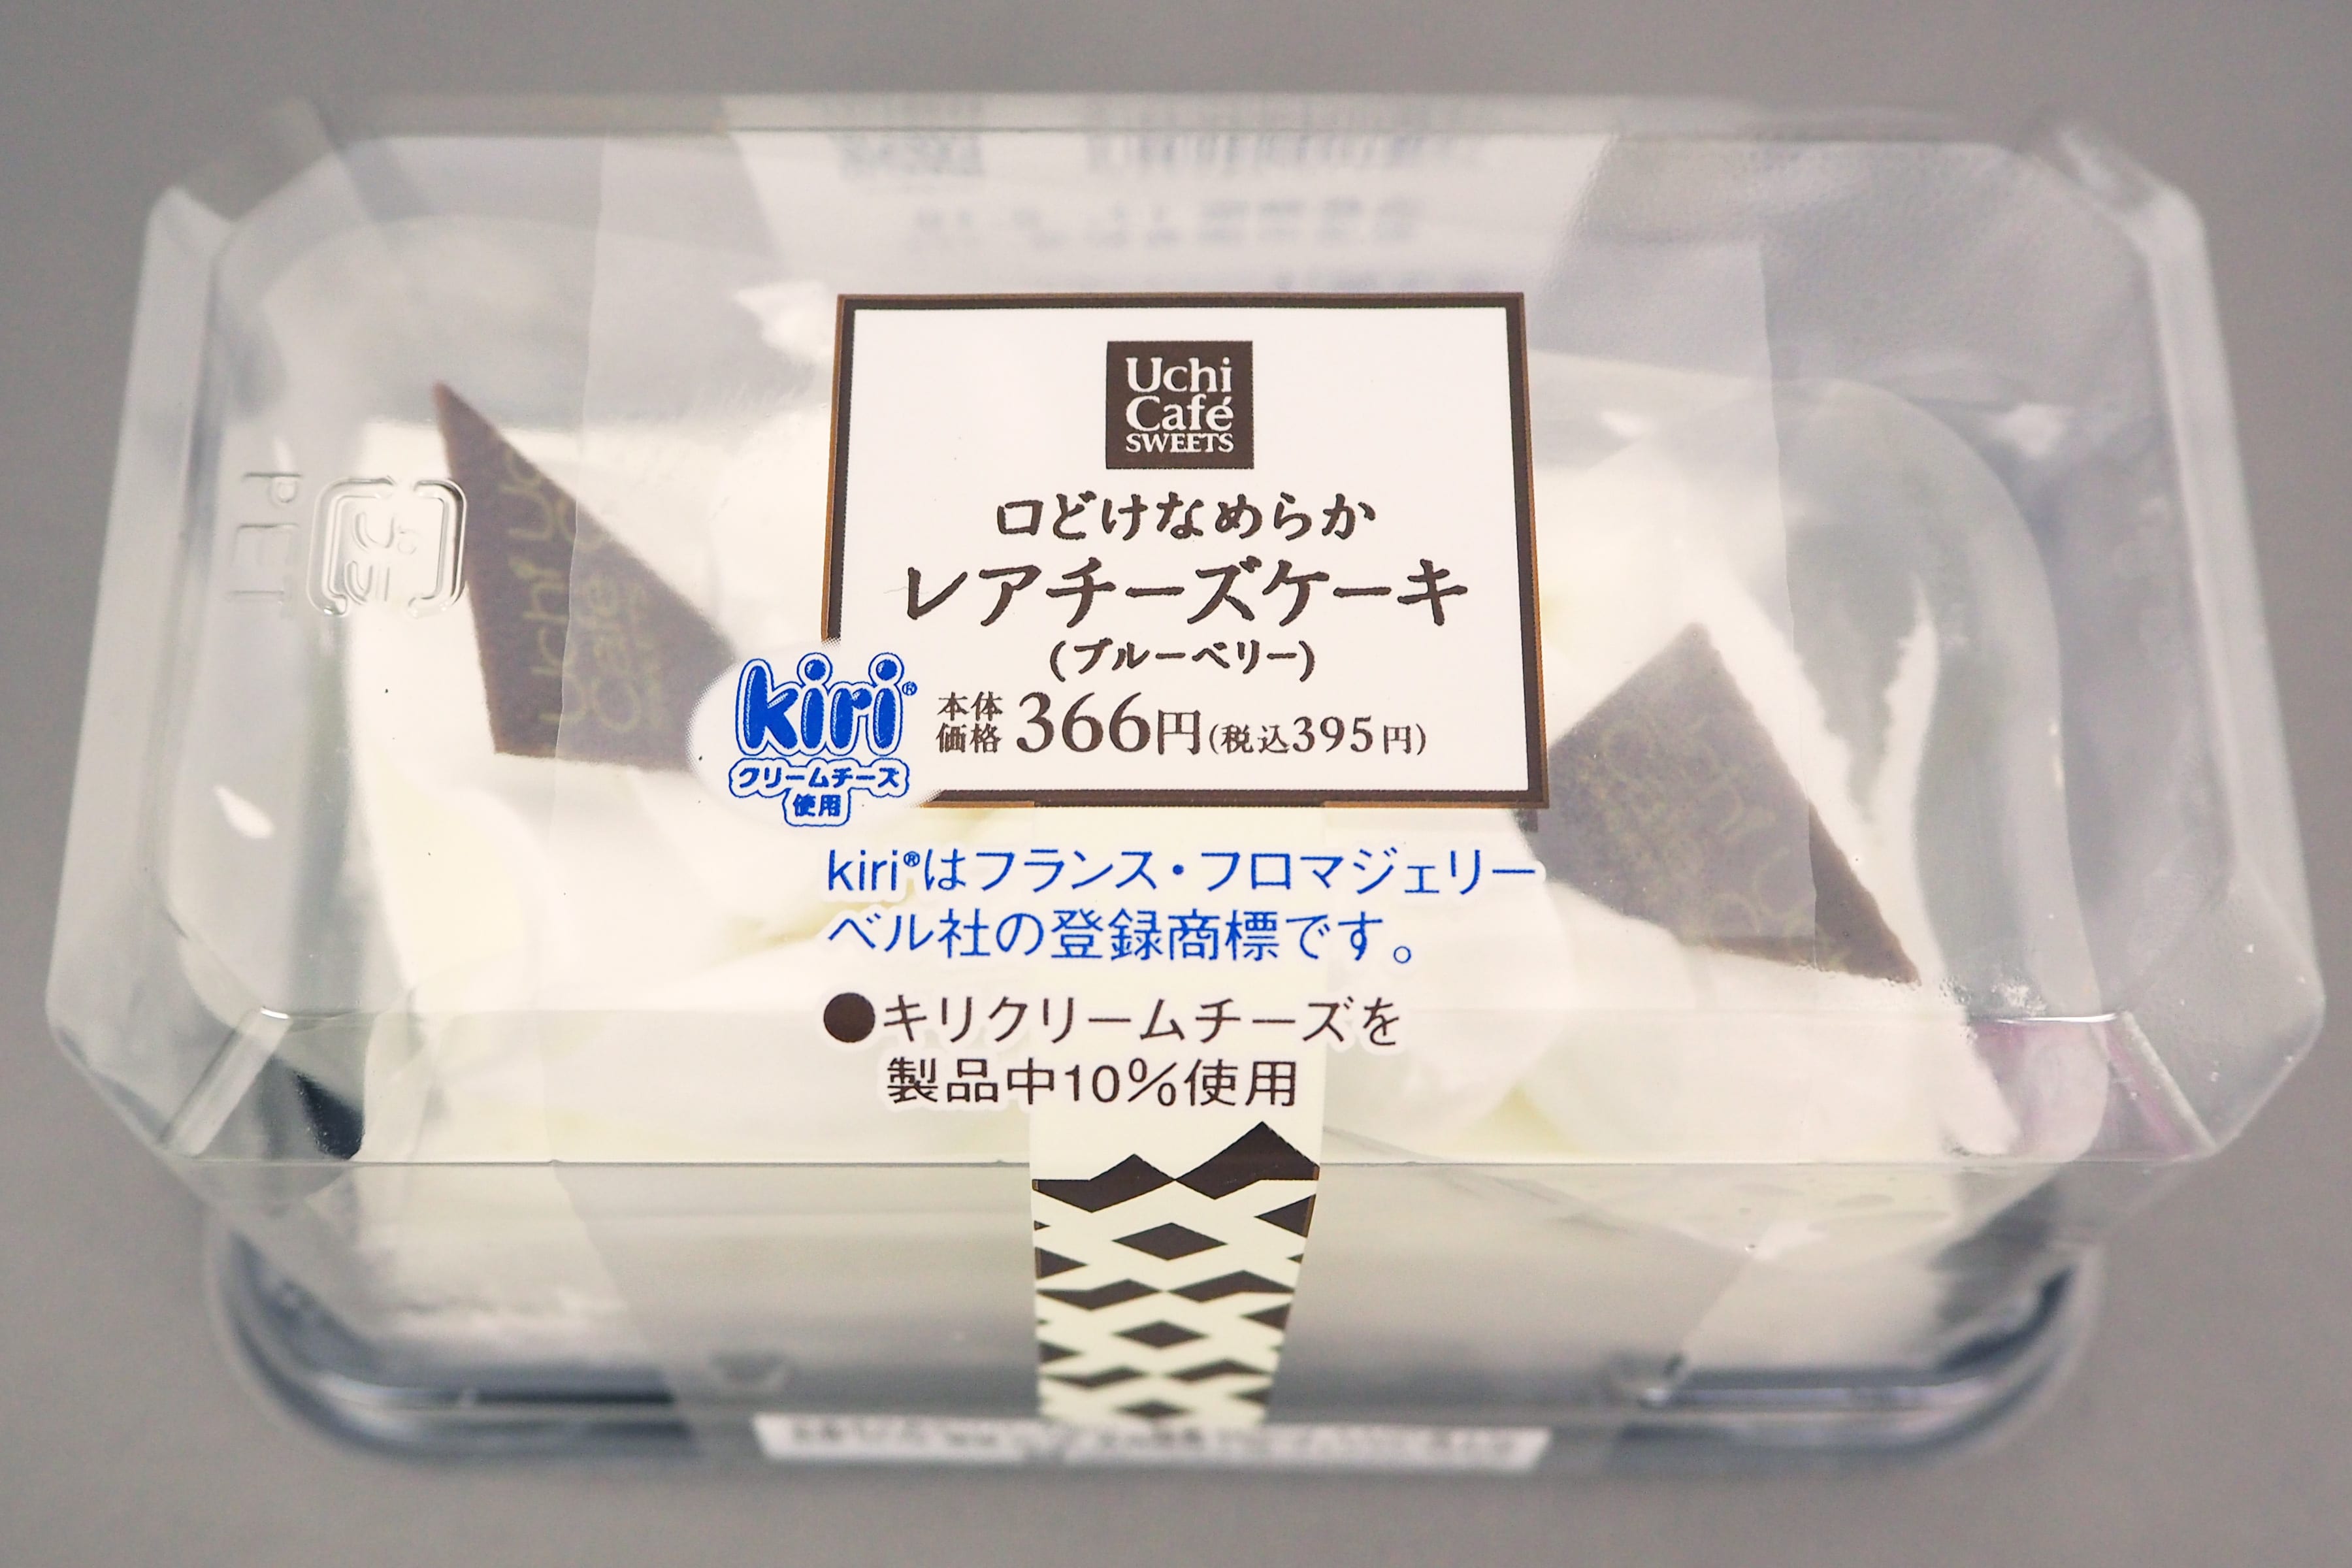 Uchi
Café
SWEETS
口どけなめらか
レアチーズケーキ
(ブルーベリー)
本体価格 366円(税込395円)
kiri®
クリームチーズ
使用
kiri®はフランス・フロマジェリー
ベル社の登録商標です。
●キリクリームチーズを
製品中10%使用
PET
Uchi
Café